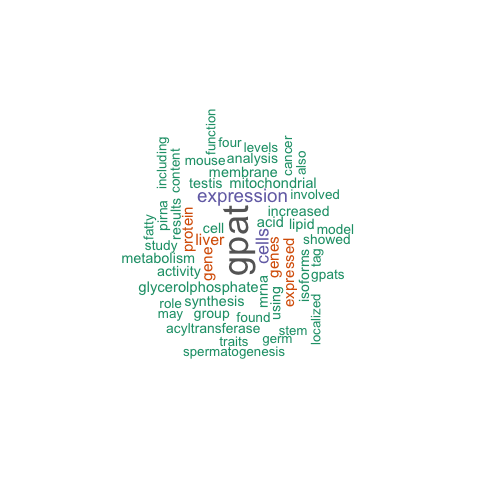 function
four
levels
cancer
also
including
content
mouse
analysis
membrane
testis
mitochondrial
expression
involved
fatty
pirna
results
protein
gpat
increased
cell
acid
lipid
model
study
liver
cells
genes
expressed
showed
metabolism
gene
isoforms
tag
activity
gpats
glycerolphosphate
mrna
using
localized
role
synthesis
may
group
found
acyltransferase
stem
traits
germ
spermatogenesis